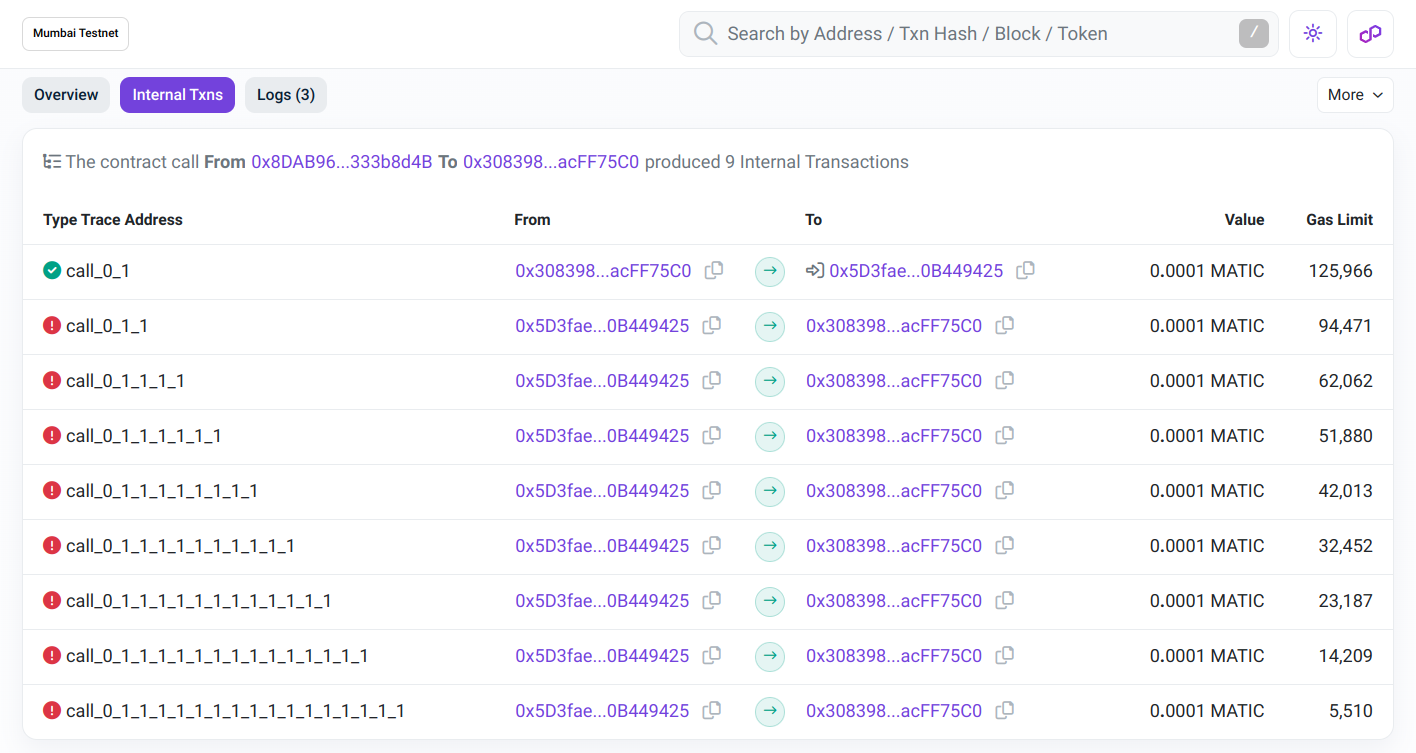 Mumbai Testnet
Search by Address / Txn Hash / Block / Token /
Overview Internal Txns Logs (3) More
The contract call From 0x8DAB96...333b8d4B To 0x308398...acFF75C0 produced 9 Internal Transactions
Type Trace Address From To Value Gas Limit
call_0_1 0x308398...acFF75C0 0x5D3fae...0B449425 0.0001 MATIC 125,966
call_0_1_1 0x5D3fae...0B449425 0x308398...acFF75C0 0.0001 MATIC 94,471
call_0_1_1_1_1 0x5D3fae...0B449425 0x308398...acFF75C0 0.0001 MATIC 62,062
call_0_1_1_1_1_1_1 0x5D3fae...0B449425 0x308398...acFF75C0 0.0001 MATIC 51,880
call_0_1_1_1_1_1_1_1_1 0x5D3fae...0B449425 0x308398...acFF75C0 0.0001 MATIC 42,013
call_0_1_1_1_1_1_1_1_1_1_1 0x5D3fae...0B449425 0x308398...acFF75C0 0.0001 MATIC 32,452
call_0_1_1_1_1_1_1_1_1_1_1_1_1 0x5D3fae...0B449425 0x308398...acFF75C0 0.0001 MATIC 23,187
call_0_1_1_1_1_1_1_1_1_1_1_1_1_1_1 0x5D3fae...0B449425 0x308398...acFF75C0 0.0001 MATIC 14,209
call_0_1_1_1_1_1_1_1_1_1_1_1_1_1_1_1_1 0x5D3fae...0B449425 0x308398...acFF75C0 0.0001 MATIC 5,510